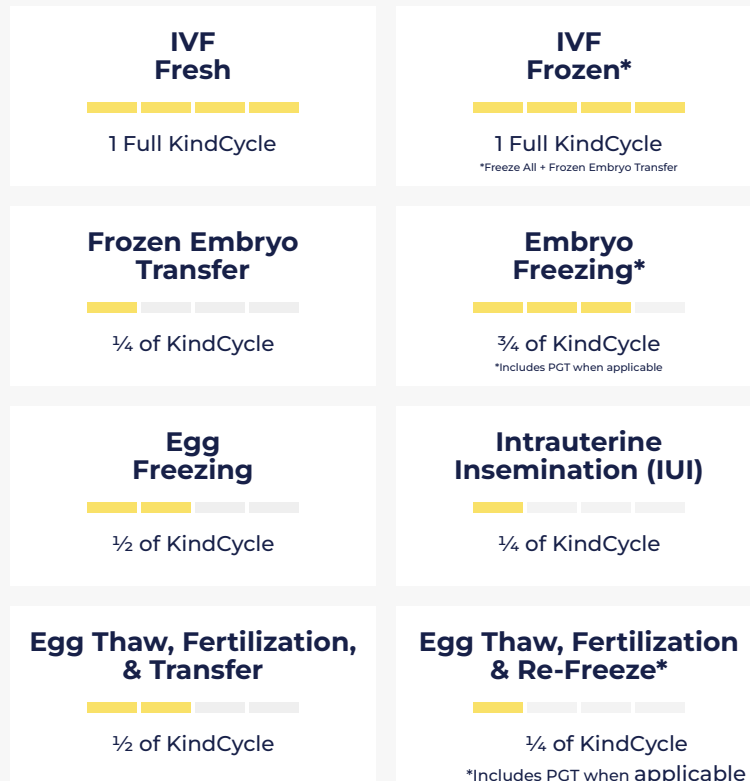 IVF
Fresh
1 Full KindCycle
IVF
Frozen*
1 Full KindCycle
*Freeze All + Frozen Embryo Transfer
Frozen Embryo
Transfer
¼ of KindCycle
Embryo
Freezing*
¾ of KindCycle
*Includes PGT when applicable
Egg
Freezing
½ of KindCycle
Intrauterine
Insemination (IUI)
¼ of KindCycle
Egg Thaw, Fertilization,
& Transfer
½ of KindCycle
Egg Thaw, Fertilization
& Re-Freeze*
¼ of KindCycle
*Includes PGT when applicable